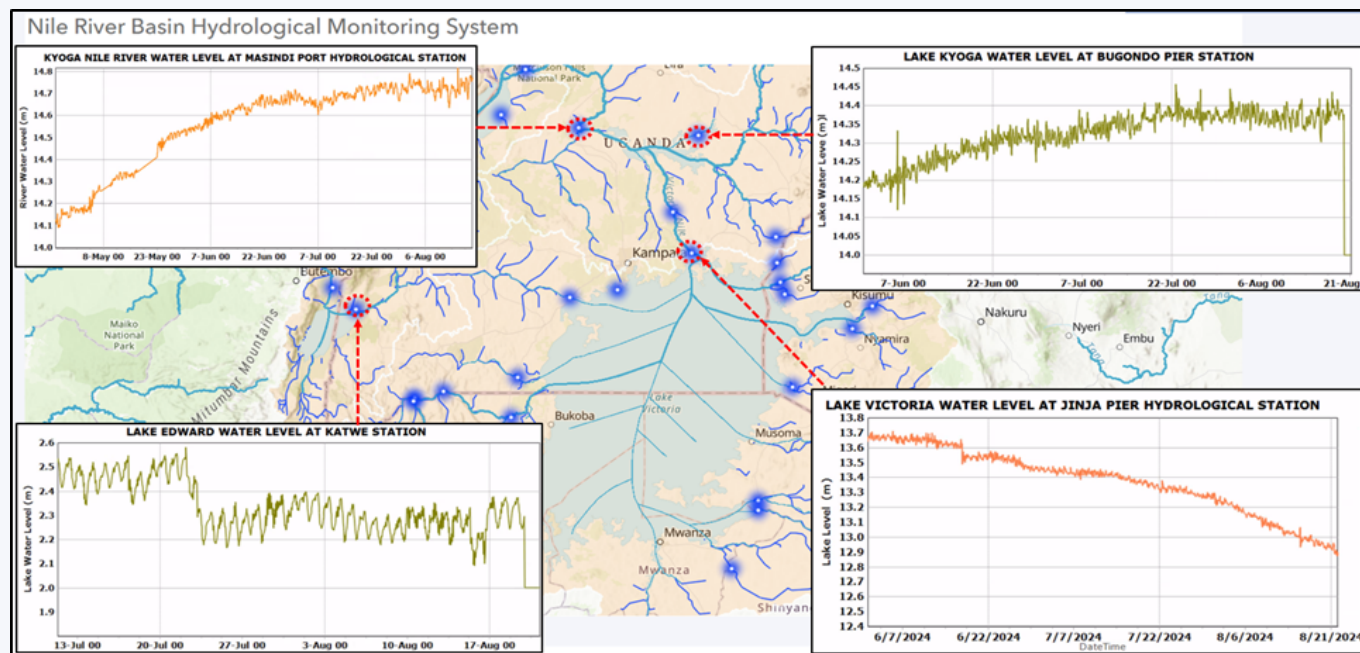 Nile River Basin Hydrological Monitoring System
KYOGA NILE RIVER WATER LEVEL AT MASINDI PORT HYDROLOGICAL STATION
River Water Level (m)
14.8
14.7
14.6
14.5
14.4
14.3
14.2
14.1
14.0
8-May 00
23-May 00
7-Jun 00
22-Jun 00
7-Jul 00
22-Jul 00
6-Aug 00
LAKE KYOGA WATER LEVEL AT BUGONDO PIER STATION
Lake Water Leve (m)l
14.5
14.4
14.35
14.3
14.25
14.2
14.15
14.1
14.05
14.0
7-Jun 00
22-Jun 00
7-Jul 00
22-Jul 00
6-Aug 00
21-Aug
National Park
Lira
UGANDA
Kampa
Butembo
Maiko
National
Park
Mitumber Mountains
Bukoba
Lake
Victoria
Musoma
Mwanza
Mwanza
Shinyang
Kisumu
Nyamira
Nakuru
Nyeri
Embu
Tana
Tana
LAKE EDWARD WATER LEVEL AT KATWE STATION
Lake Water Level (m)
2.6
2.5
2.4
2.3
2.2
2.1
2.0
1.9
13-Jul 00
20-Jul 00
27-Jul 00
3-Aug 00
10-Aug 00
17-Aug 00
LAKE VICTORIA WATER LEVEL AT JINJA PIER HYDROLOGICAL STATION
Lake Level (m)
13.8
13.7
13.6
13.5
13.4
13.3
13.2
13.1
13.0
12.9
12.8
12.7
12.6
12.5
12.4
6/7/2024
6/22/2024
7/7/2024
7/22/2024
8/6/2024
8/21/2024
DateTime